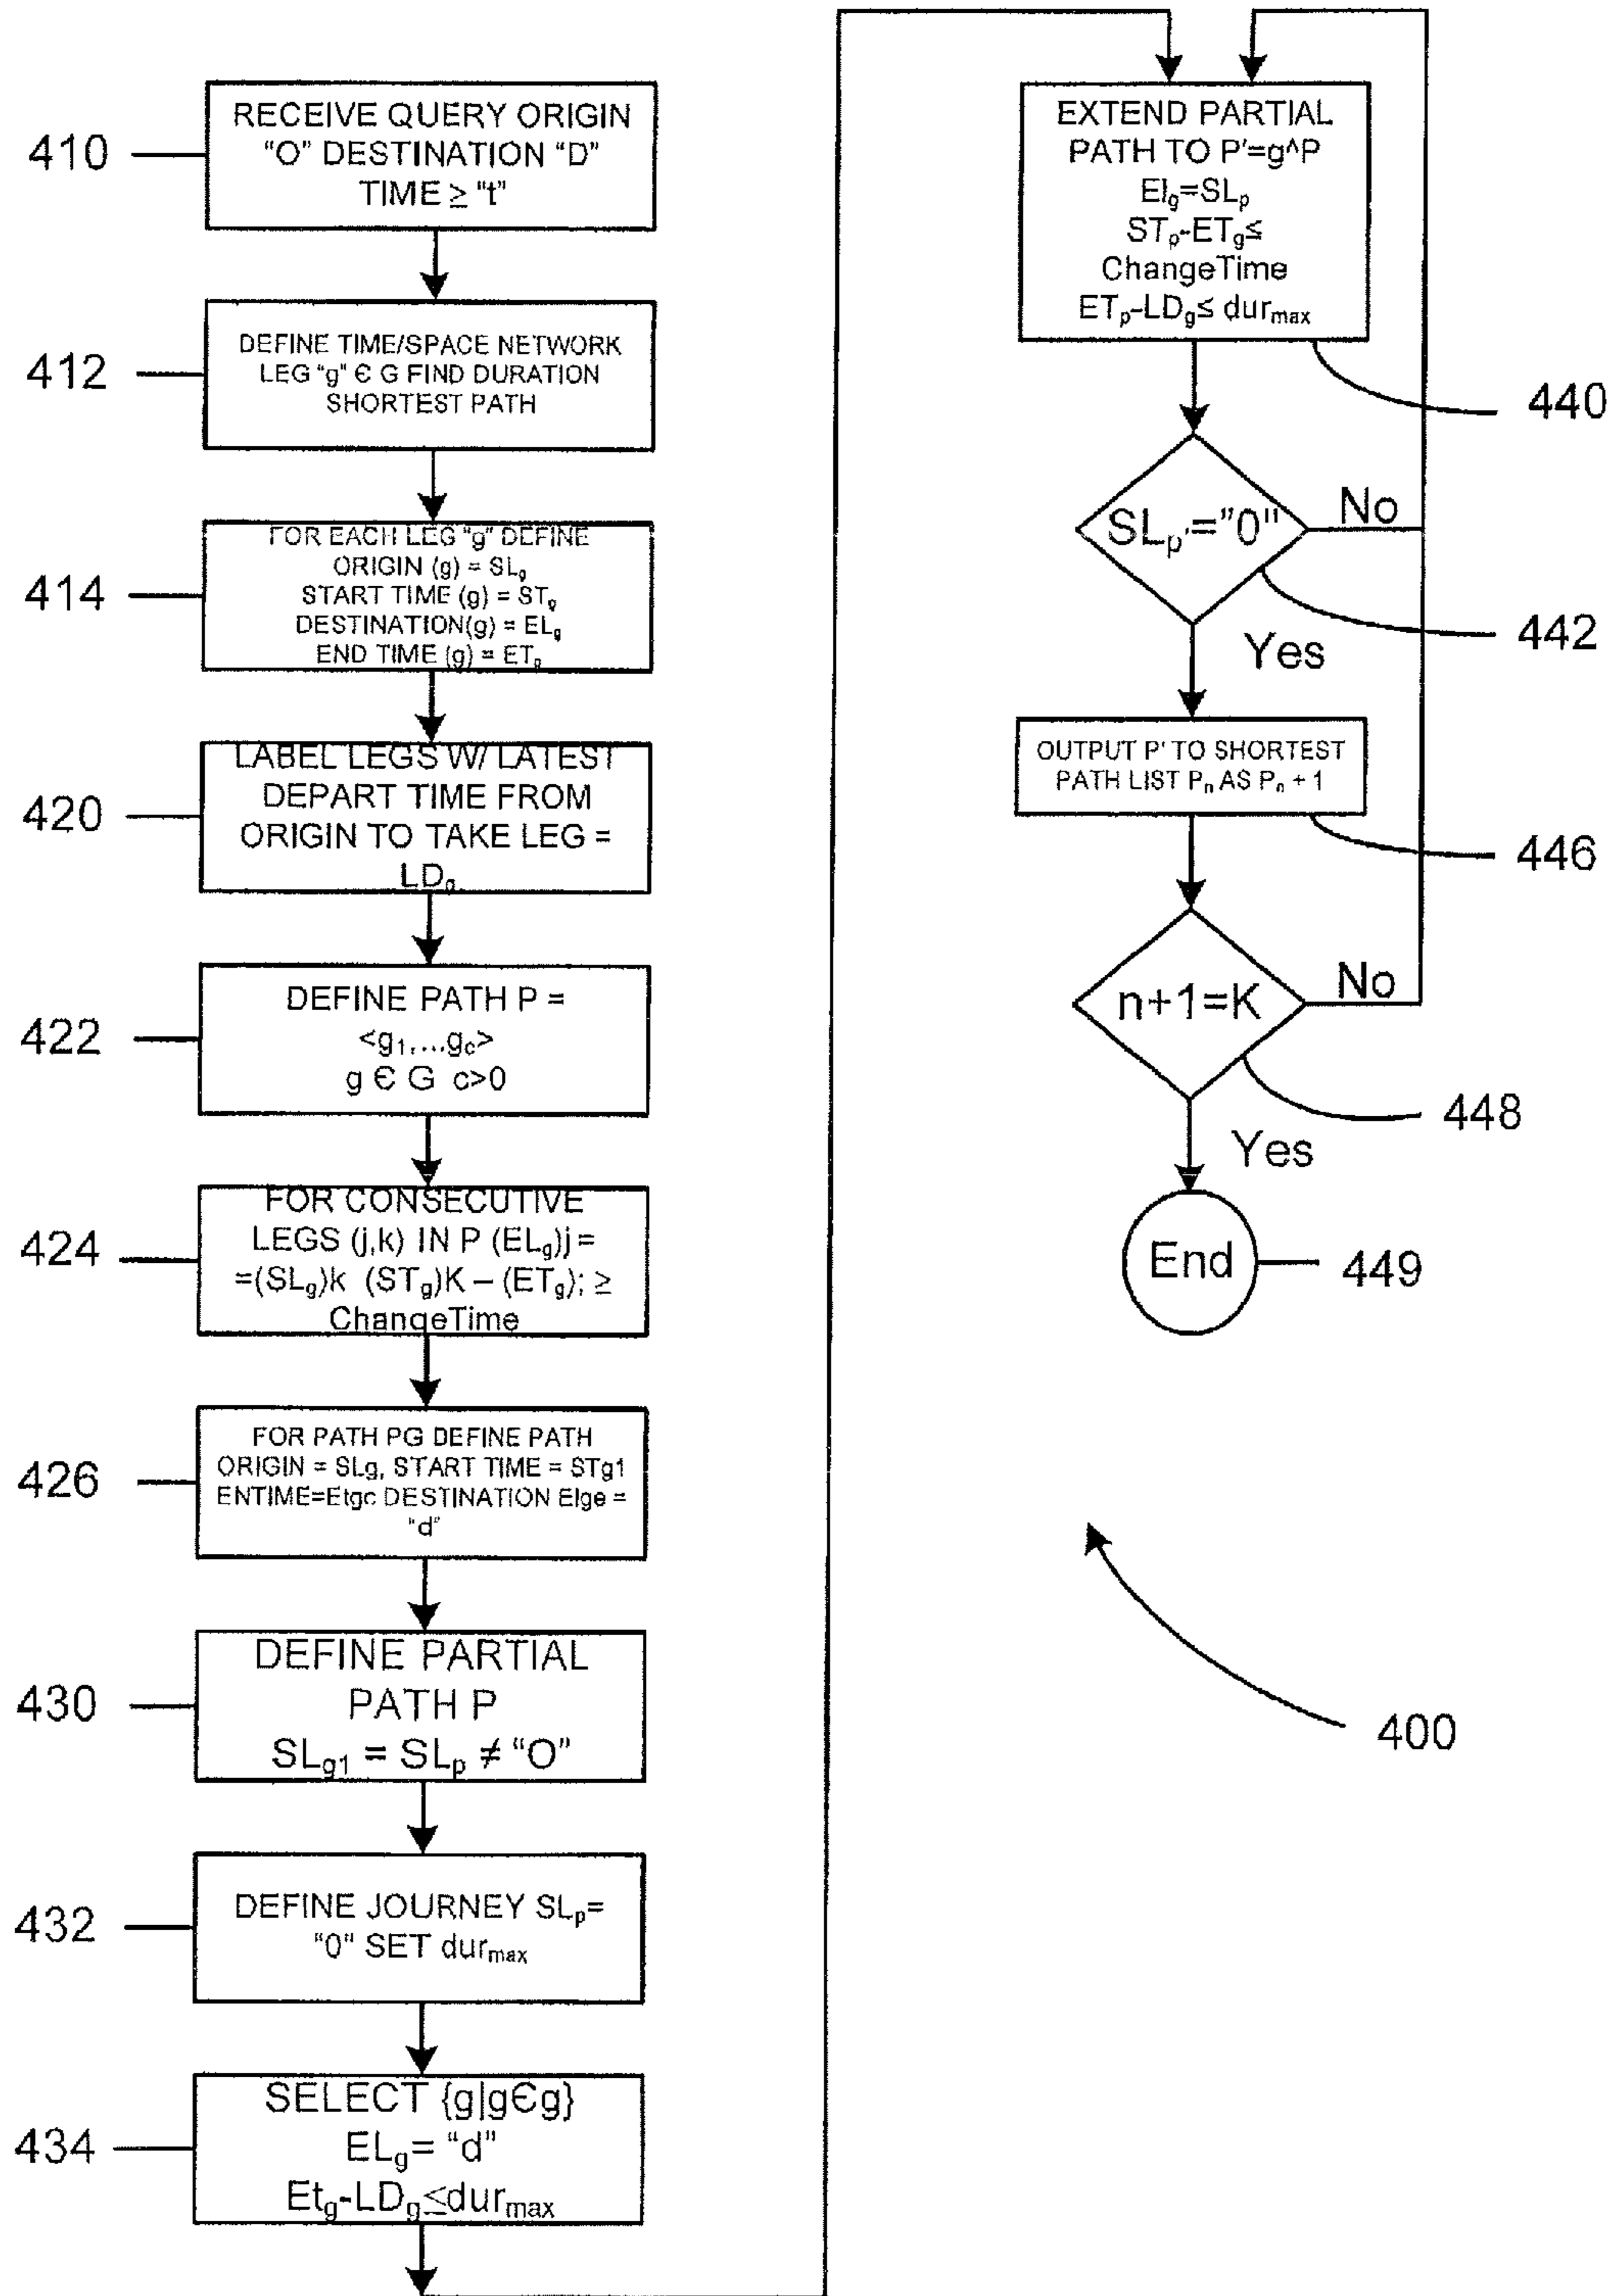 410
RECEIVE QUERY ORIGIN
"O" DESTINATION "D"
TIME ≥ "t"
412
DEFINE TIME/SPACE NETWORK
LEG "g" Є G FIND DURATION
SHORTEST PATH
414
FOR EACH LEG "g" DEFINE
ORIGIN (g) = SLg
START TIME (g) = STg
DESTINATION(g) = ELg
END TIME (g) = ETg
420
LABEL LEGS W/ LATEST
DEPART TIME FROM
ORIGIN TO TAKE LEG =
LDg
422
DEFINE PATH P =
<g1,...gc>
g Є G c>0
424
FOR CONSECUTIVE
LEGS (j,k) IN P (ELg)j =
=(SLg)k (STg)K – (ETg); ≥
ChangeTime
426
FOR PATH PG DEFINE PATH
ORIGIN = SLg, START TIME = STg1
ENTIME=Etgc DESTINATION Elge =
"d"
430
DEFINE PARTIAL
PATH P
SLg1 = SLp ≠ "O"
432
DEFINE JOURNEY SLp=
"0" SET durmax
434
SELECT {g|gЄg}
ELg= "d"
Etg-LDg≤durmax
EXTEND PARTIAL
PATH TO P'=g^P
EIg=SLp
STp-ETg≤
ChangeTime
ETp-LDg≤ durmax
440
SLp'="0"
No
442
Yes
OUTPUT P' TO SHORTEST
PATH LIST Pn AS Pn + 1
446
n+1=K
No
448
Yes
End
449
400